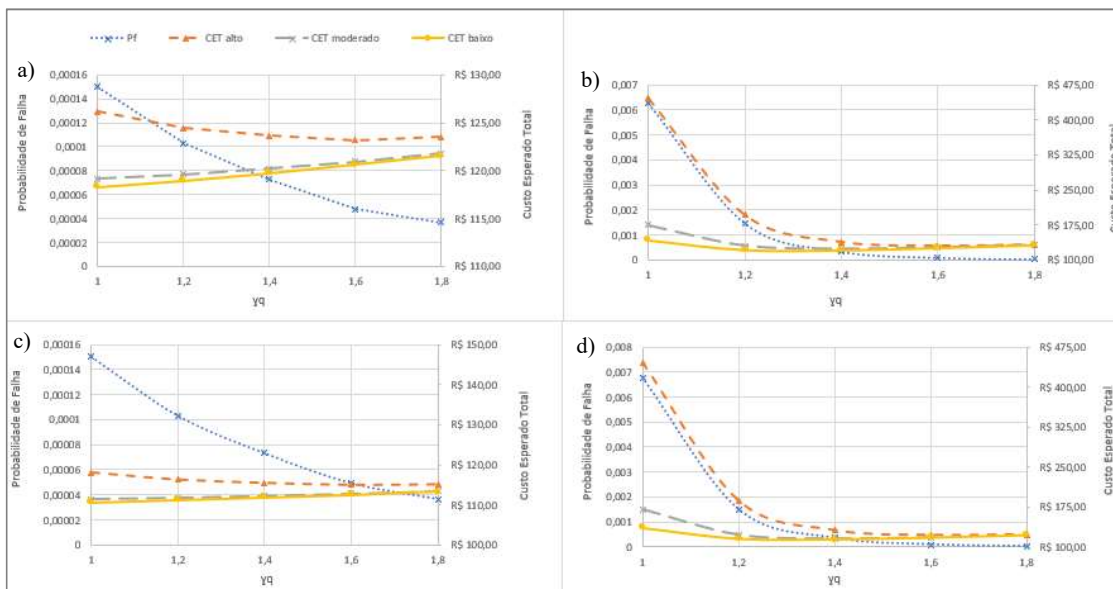 Pf CET alto CET moderado CET baixo
a)
Probabilidade de Falha
0,00016
0,00014
0,00012
0,0001
0,00008
0,00006
0,00004
0,00002
0
1 1,2 1,4 1,6 1,8
γq
R$ 130,00
R$ 125,00
R$ 120,00
R$ 115,00
R$ 110,00
Custo Esperado Total
b)
Probabilidade de Falha
0,007
0,006
0,005
0,004
0,003
0,002
0,001
0
1 1,2 1,4 1,6 1,8
γq
R$ 475,00
R$ 400,00
R$ 325,00
R$ 250,00
R$ 175,00
R$ 100,00
Custo Esperado Total
c)
Probabilidade de Falha
0,00016
0,00014
0,00012
0,0001
0,00008
0,00006
0,00004
0,00002
0
1 1,2 1,4 1,6 1,8
γq
R$ 150,00
R$ 140,00
R$ 130,00
R$ 120,00
R$ 110,00
R$ 100,00
Custo Esperado Total
d)
Probabilidade de Falha
0,008
0,007
0,006
0,005
0,004
0,003
0,002
0,001
0
1 1,2 1,4 1,6 1,8
γq
R$ 475,00
R$ 400,00
R$ 325,00
R$ 250,00
R$ 175,00
R$ 100,00
Custo Esperado Total